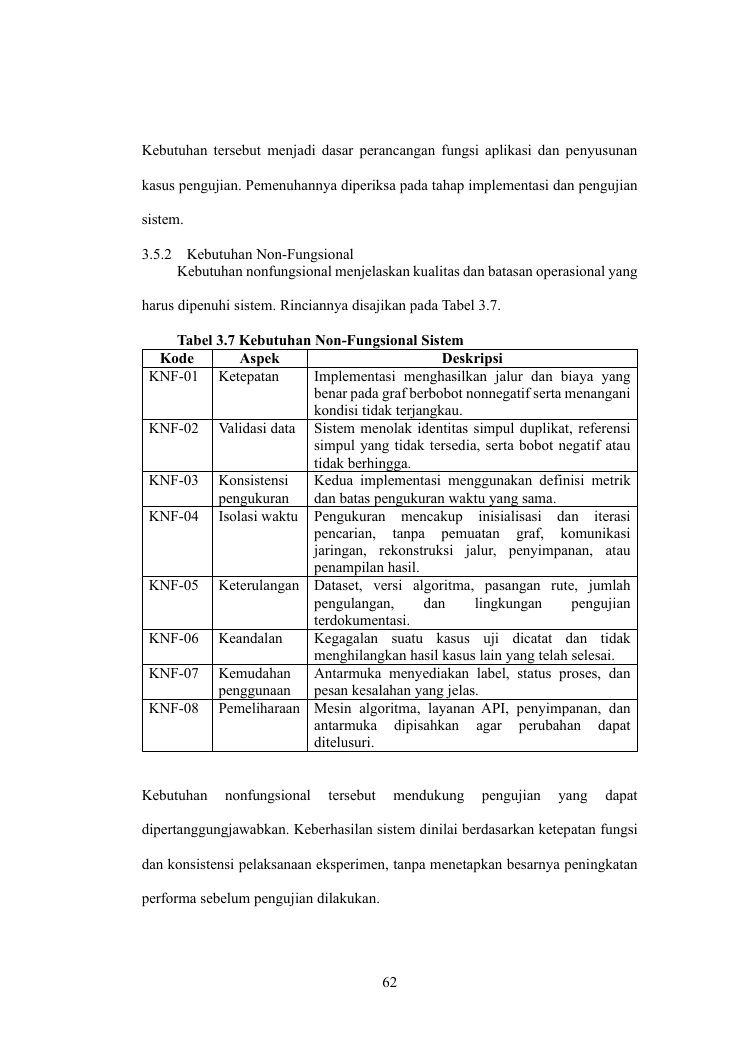 Kebutuhan tersebut menjadi dasar perancangan fungsi aplikasi dan penyusunan
kasus pengujian. Pemenuhannya diperiksa pada tahap implementasi dan pengujian
sistem.
3.5.2 Kebutuhan Non-Fungsional
Kebutuhan nonfungsional menjelaskan kualitas dan batasan operasional yang
harus dipenuhi sistem. Rinciannya disajikan pada Tabel 3.7.
Tabel 3.7 Kebutuhan Non-Fungsional Sistem
Kode Aspek Deskripsi
KNF-01 Ketepatan Implementasi menghasilkan jalur dan biaya yang
benar pada graf berbobot nonnegatif serta menangani
kondisi tidak terjangkau.
KNF-02 Validasi data Sistem menolak identitas simpul duplikat, referensi
simpul yang tidak tersedia, serta bobot negatif atau
tidak berhingga.
KNF-03 Konsistensi Kedua implementasi menggunakan definisi metrik
pengukuran dan batas pengukuran waktu yang sama.
KNF-04 Isolasi waktu Pengukuran mencakup inisialisasi dan iterasi
pencarian, tanpa pemuatan graf, komunikasi
jaringan, rekonstruksi jalur, penyimpanan, atau
penampilan hasil.
KNF-05 Keterulangan Dataset, versi algoritma, pasangan rute, jumlah
pengulangan, dan lingkungan pengujian
terdokumentasi.
KNF-06 Keandalan Kegagalan suatu kasus uji dicatat dan tidak
menghilangkan hasil kasus lain yang telah selesai.
KNF-07 Kemudahan Antarmuka menyediakan label, status proses, dan
penggunaan pesan kesalahan yang jelas.
KNF-08 Pemeliharaan Mesin algoritma, layanan API, penyimpanan, dan
antarmuka dipisahkan agar perubahan dapat
ditelusuri.
Kebutuhan nonfungsional tersebut mendukung pengujian yang dapat
dipertanggungjawabkan. Keberhasilan sistem dinilai berdasarkan ketepatan fungsi
dan konsistensi pelaksanaan eksperimen, tanpa menetapkan besarnya peningkatan
performa sebelum pengujian dilakukan.
62